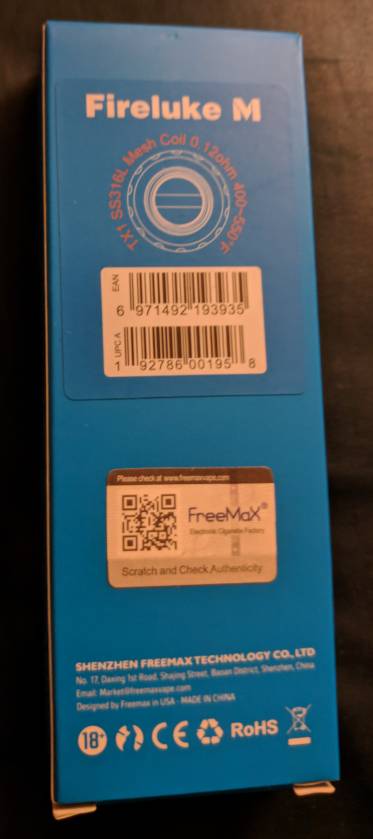 Fireluke M
TX1 SS316L Mesh Coil 0.12ohm 400~550°F
EAN
6 971492 193935
UPC A
1 92786 00195 8
Please check at www.freemaxvape.com
FreeMaX®
Electronic Cigarette Factory
Scratch and Check Authenticity
SHENZHEN FREEMAX TECHNOLOGY CO., LTD
No. 17, Daxing 1st Road, Shajing Street, Baoan District, Shenzhen, China
Email: Market@freemaxvape.com
Designed by Freemax in USA · MADE IN CHINA
18+ CE RoHS